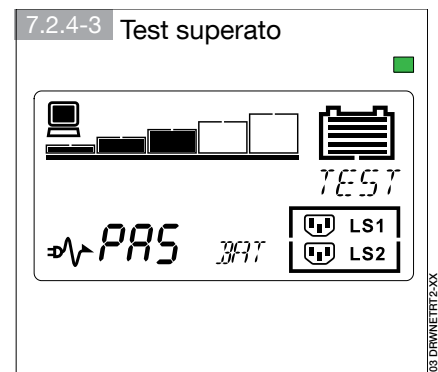 7.2.4-3 Test superato
TEST
PAS BAT
LS1
LS2
03 DRWNETRT2-XX